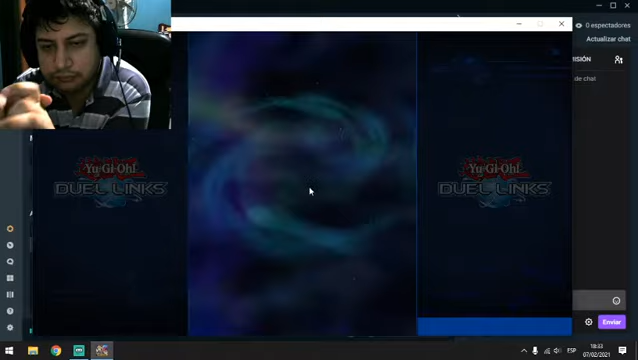 0 espectadores
Actualizar chat
VISIÓN
de chat
Yu-Gi-Oh!
DUEL LINKS
Yu-Gi-Oh!
DUEL LINKS
Enviar
ESP
18:33
07/02/2021